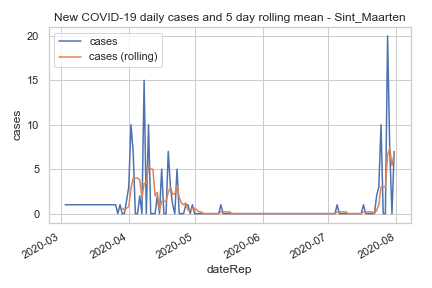 New COVID-19 daily cases and 5 day rolling mean - Sint_Maarten
cases
cases (rolling)
20
15
10
5
0
cases
2020-03
2020-04
2020-05
2020-06
2020-07
2020-08
dateRep